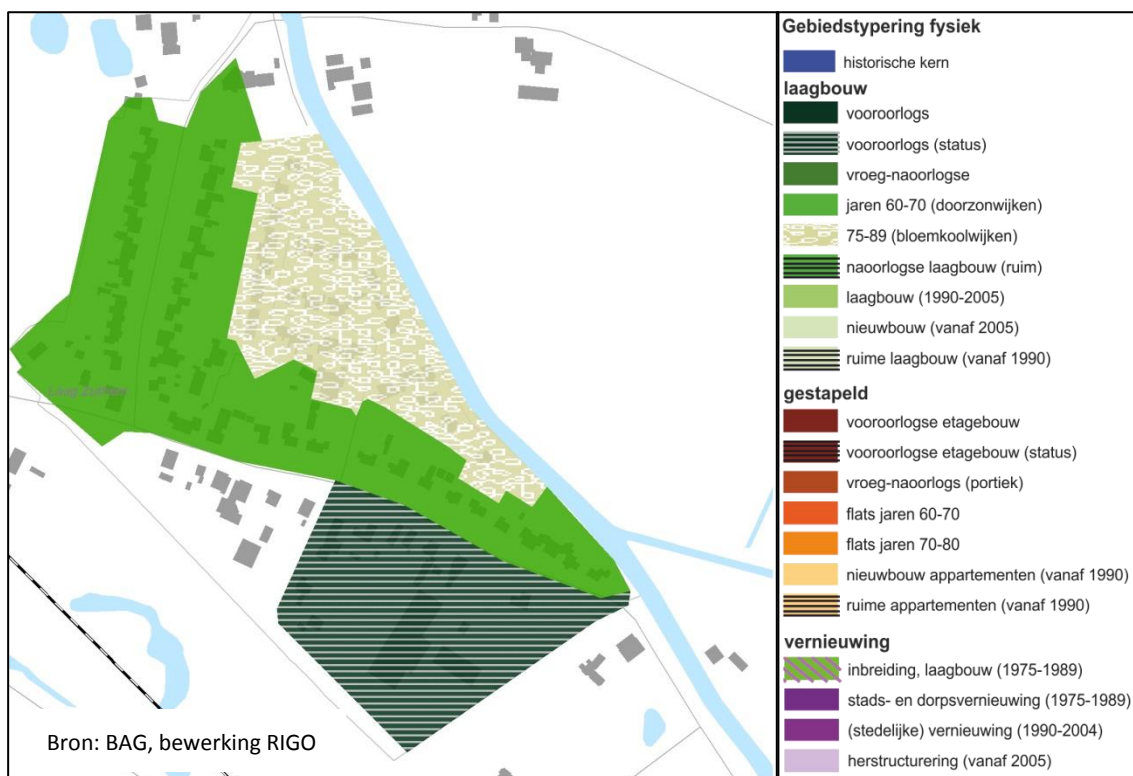 Gebiedstypering fysiek
historische kern
laagbouw
vooroorlogs
vooroorlogs (status)
vroeg-naoorlogse
jaren 60-70 (doorzonwijken)
75-89 (bloemkoolwijken)
naoorlogse laagbouw (ruim)
laagbouw (1990-2005)
nieuwbouw (vanaf 2005)
ruime laagbouw (vanaf 1990)
gestapeld
vooroorlogse etagebouw
vooroorlogse etagebouw (status)
vroeg-naoorlogs (portiek)
flats jaren 60-70
flats jaren 70-80
nieuwbouw appartementen (vanaf 1990)
ruime appartementen (vanaf 1990)
vernieuwing
inbreiding, laagbouw (1975-1989)
stads- en dorpsvernieuwing (1975-1989)
(stedelijke) vernieuwing (1990-2004)
herstructurering (vanaf 2005)
Bron: BAG, bewerking RIGO